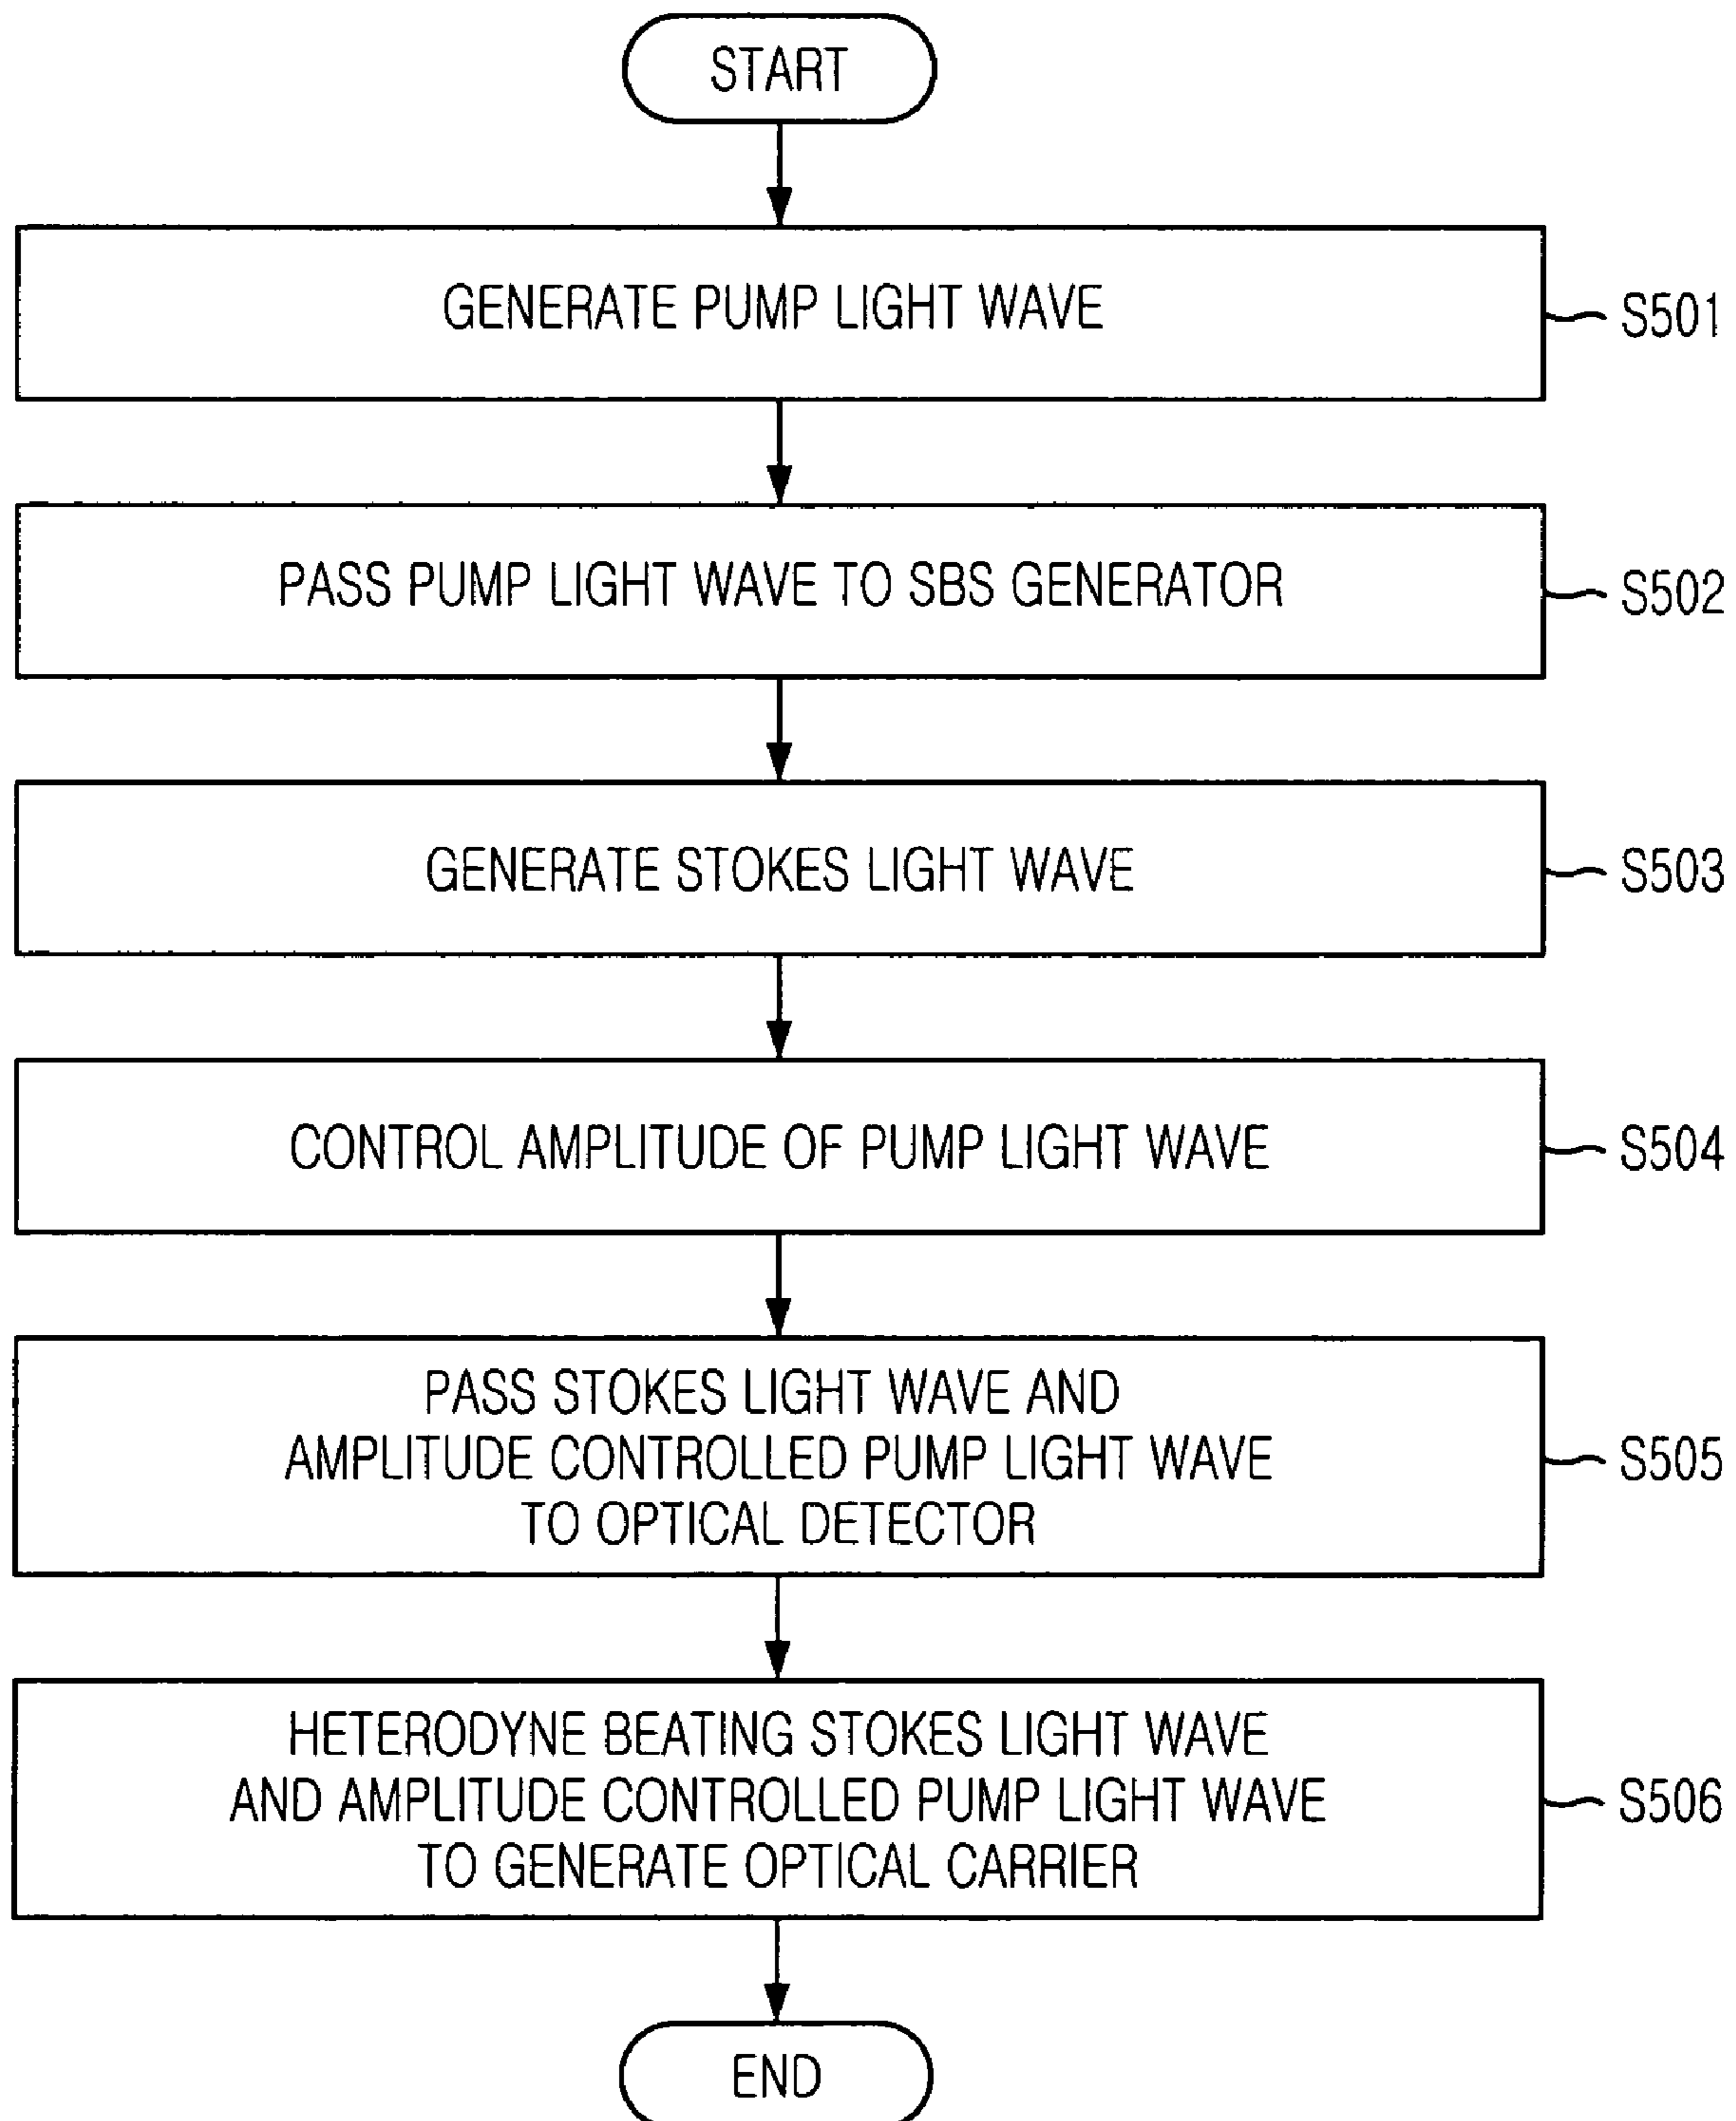 START
GENERATE PUMP LIGHT WAVE
S501
PASS PUMP LIGHT WAVE TO SBS GENERATOR
S502
GENERATE STOKES LIGHT WAVE
S503
CONTROL AMPLITUDE OF PUMP LIGHT WAVE
S504
PASS STOKES LIGHT WAVE AND
AMPLITUDE CONTROLLED PUMP LIGHT WAVE
TO OPTICAL DETECTOR
S505
HETERODYNE BEATING STOKES LIGHT WAVE
AND AMPLITUDE CONTROLLED PUMP LIGHT WAVE
TO GENERATE OPTICAL CARRIER
S506
END